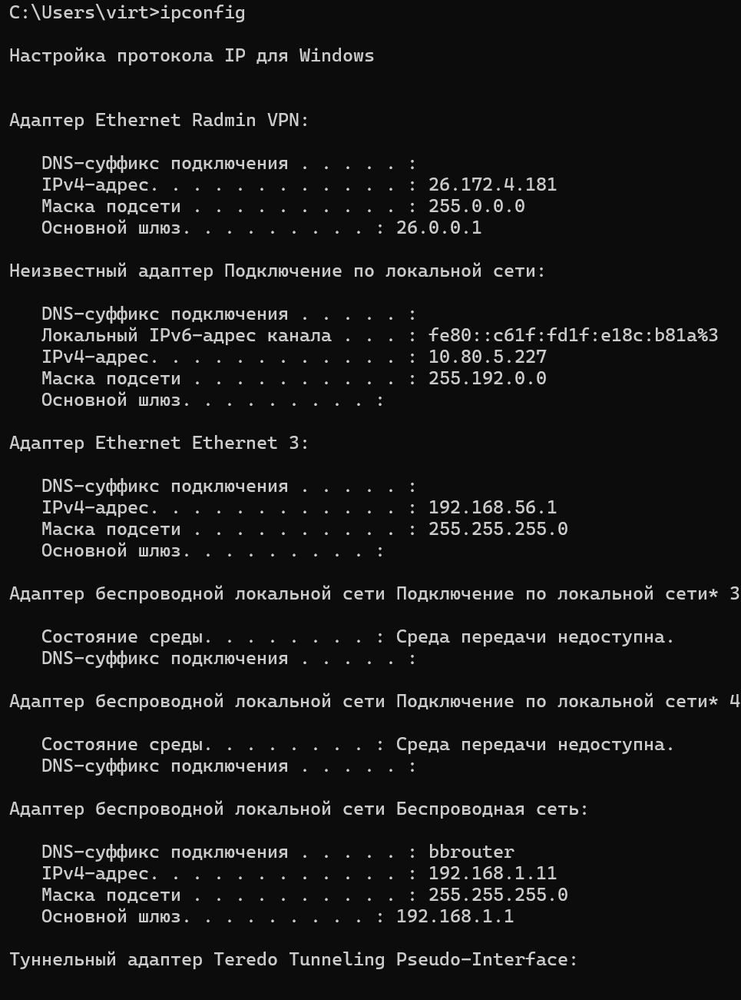 C:\Users\virt>ipconfig
Настройка протокола IP для Windows
Адаптер Ethernet Radmin VPN:
DNS-суффикс подключения . . . . . :
IPv4-адрес. . . . . . . . . . . . : 26.172.4.181
Маска подсети . . . . . . . . . . : 255.0.0.0
Основной шлюз. . . . . . . . . : 26.0.0.1
Неизвестный адаптер Подключение по локальной сети:
DNS-суффикс подключения . . . . . :
Локальный IPv6-адрес канала . . . : fe80::c61f:fd1f:e18c:b81a%3
IPv4-адрес. . . . . . . . . . . . : 10.80.5.227
Маска подсети . . . . . . . . . . : 255.192.0.0
Основной шлюз. . . . . . . . . :
Адаптер Ethernet Ethernet 3:
DNS-суффикс подключения . . . . . :
IPv4-адрес. . . . . . . . . . . . : 192.168.56.1
Маска подсети . . . . . . . . . . : 255.255.255.0
Основной шлюз. . . . . . . . . :
Адаптер беспроводной локальной сети Подключение по локальной сети* 3
Состояние среды. . . . . . . . : Среда передачи недоступна.
DNS-суффикс подключения . . . . . :
Адаптер беспроводной локальной сети Подключение по локальной сети* 4
Состояние среды. . . . . . . . : Среда передачи недоступна.
DNS-суффикс подключения . . . . . :
Адаптер беспроводной локальной сети Беспроводная сеть:
DNS-суффикс подключения . . . . . : bbrouter
IPv4-адрес. . . . . . . . . . . . : 192.168.1.11
Маска подсети . . . . . . . . . . : 255.255.255.0
Основной шлюз. . . . . . . . . : 192.168.1.1
Туннельный адаптер Teredo Tunneling Pseudo-Interface: